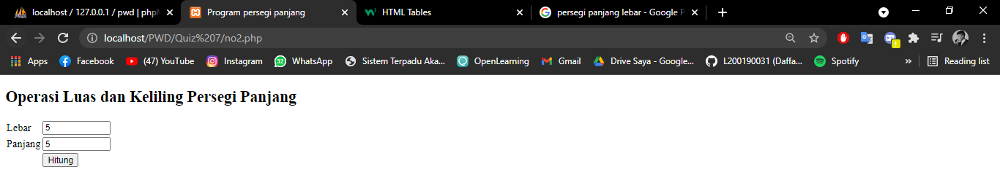 localhost / 127.0.0.1 / pwd | php
Program persegi panjang
HTML Tables
persegi panjang lebar - Google P
localhost/PWD/Quiz%207/no2.php
Apps
Facebook
(47) YouTube
Instagram
32
WhatsApp
Sistem Terpadu Aka...
OpenLearning
Gmail
Drive Saya - Google...
L200190031 (Daffa...
Spotify
»
Reading list
Operasi Luas dan Keliling Persegi Panjang
Lebar 5
Panjang 5
Hitung